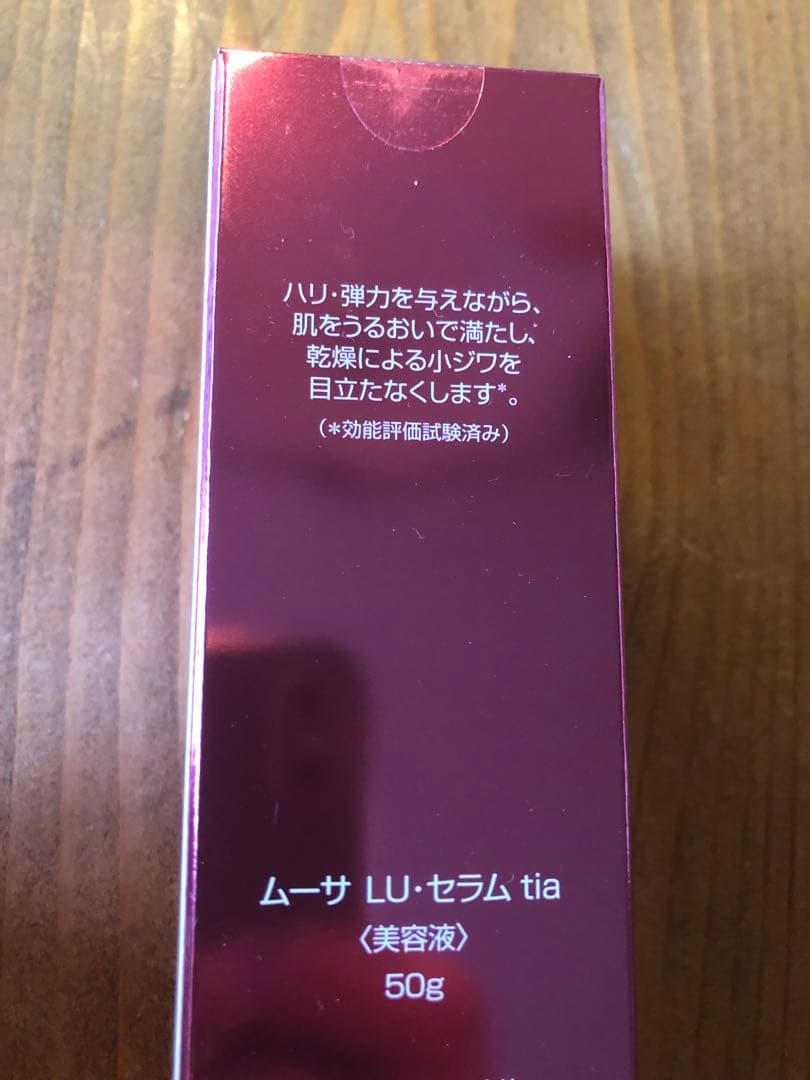 ハリ・弾力を与えながら、
肌をうるおいで満たし、
乾燥による小ジワを
目立たなくします*。
(*効能評価試験済み)
ムーサ LU・セラム tia
〈美容液〉
50g